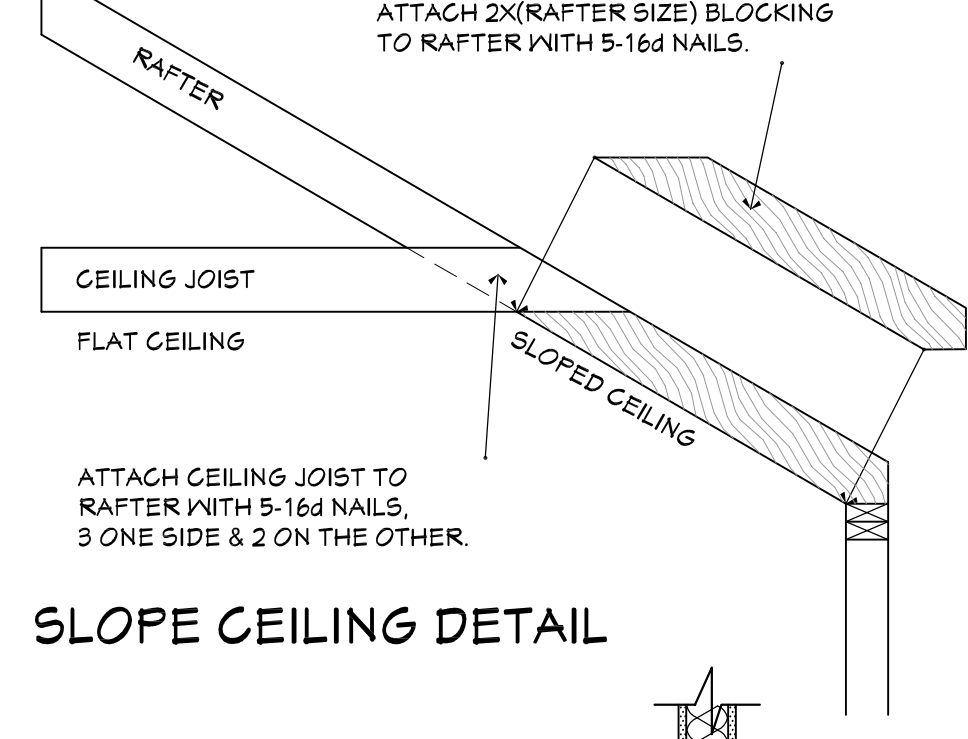 ATTACH 2X(RAFTER SIZE) BLOCKING
TO RAFTER WITH 5-16d NAILS.
RAFTER
CEILING JOIST
FLAT CEILING
SLOPED CEILING
ATTACH CEILING JOIST TO
RAFTER WITH 5-16d NAILS,
3 ONE SIDE & 2 ON THE OTHER.
SLOPE CEILING DETAIL